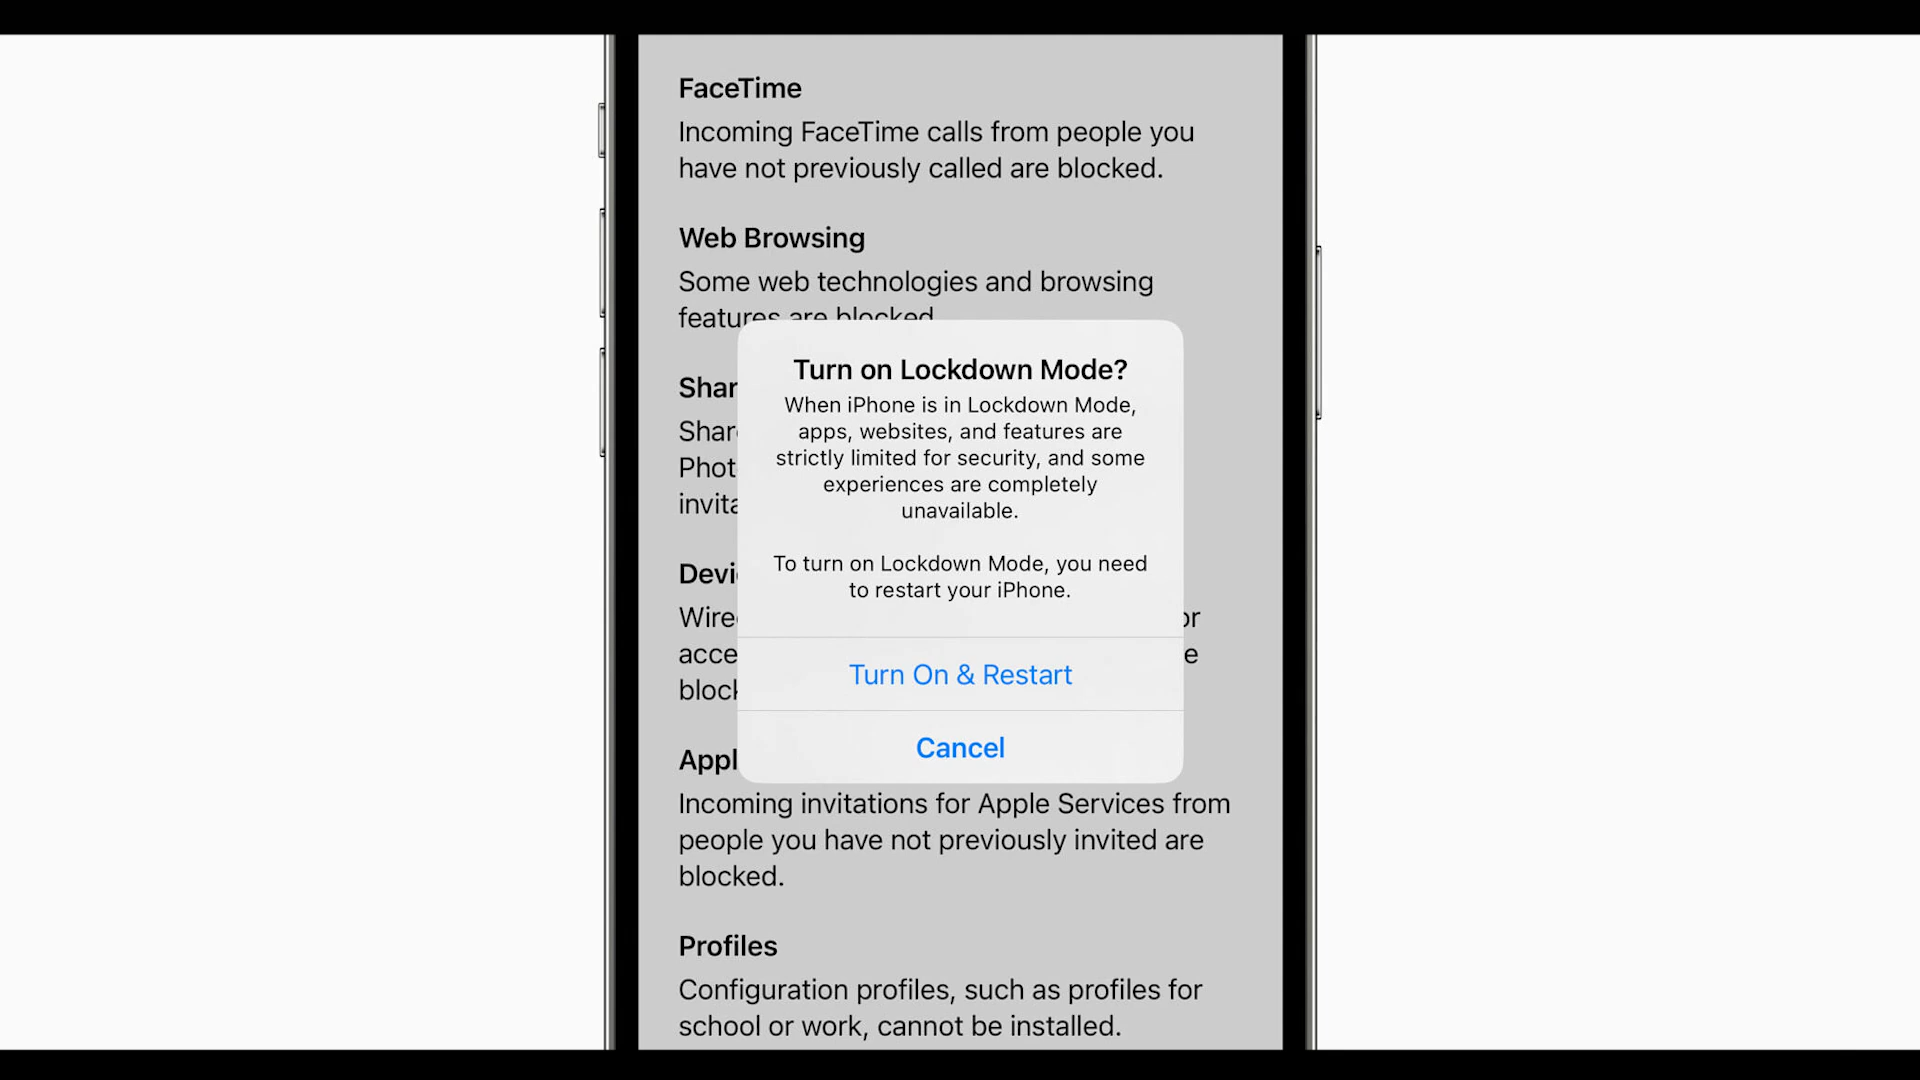 FaceTime
Incoming FaceTime calls from people you
have not previously called are blocked.
Web Browsing
Some web technologies and browsing
features are blocked
Turn on Lockdown Mode?
When iPhone is in Lockdown Mode,
apps, websites, and features are
strictly limited for security, and some
experiences are completely
unavailable.
To turn on Lockdown Mode, you need
to restart your iPhone.
Turn On & Restart
Cancel
Incoming invitations for Apple Services from
people you have not previously invited are
blocked.
Profiles
Configuration profiles, such as profiles for
school or work, cannot be installed.